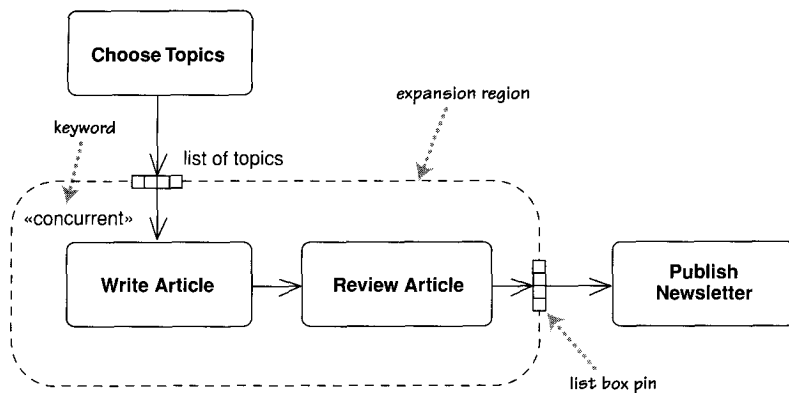 Choose Topics
expansion region
keyword
list of topics
«concurrent»
Write Article
Review Article
Publish
Newsletter
list box pin